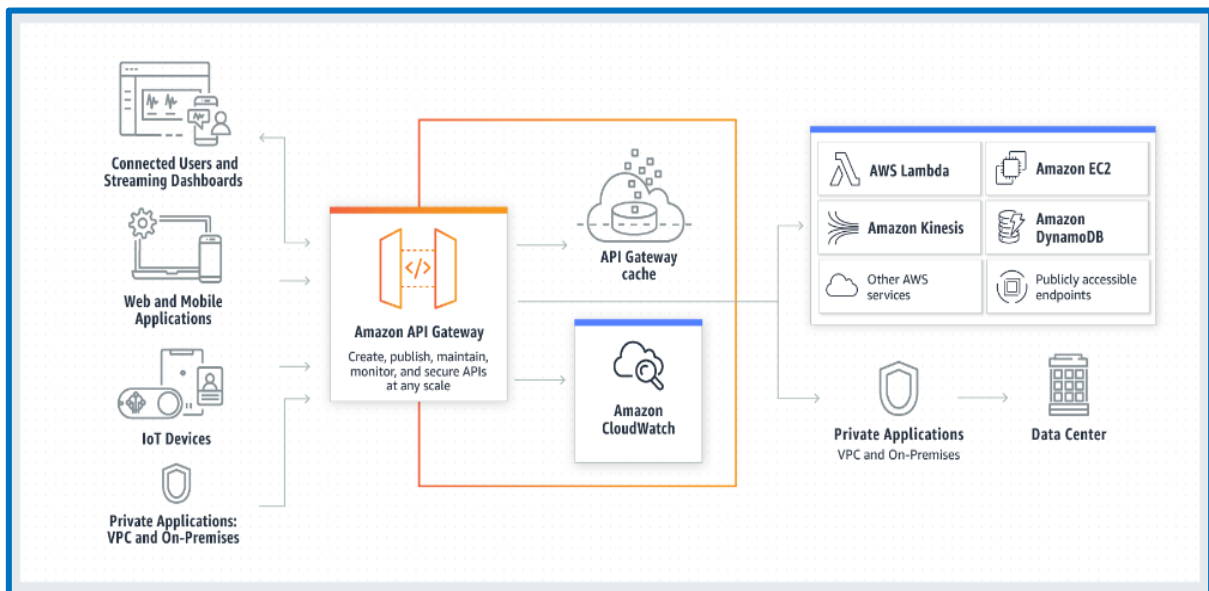 Connected Users and
Streaming Dashboards
Web and Mobile
Applications
IoT Devices
Private Applications:
VPC and On-Premises
</>
Amazon API Gateway
Create, publish, maintain,
monitor, and secure APIs
at any scale
API Gateway
cache
Amazon
CloudWatch
AWS Lambda
Amazon EC2
Amazon Kinesis
Amazon
DynamoDB
Other AWS
services
Publicly accessible
endpoints
Private Applications
VPC and On-Premises
Data Center